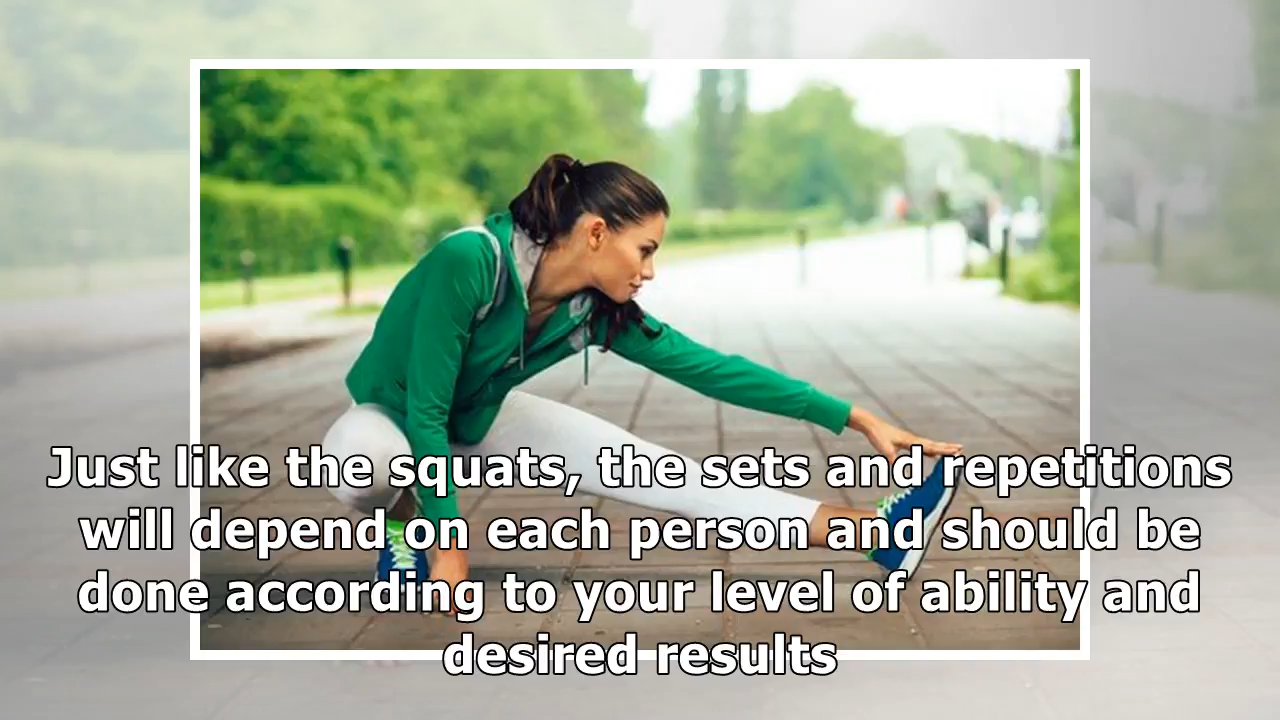 Just like the squats, the sets and repetitions
will depend on each person and should be
done according to your level of ability and
desired results